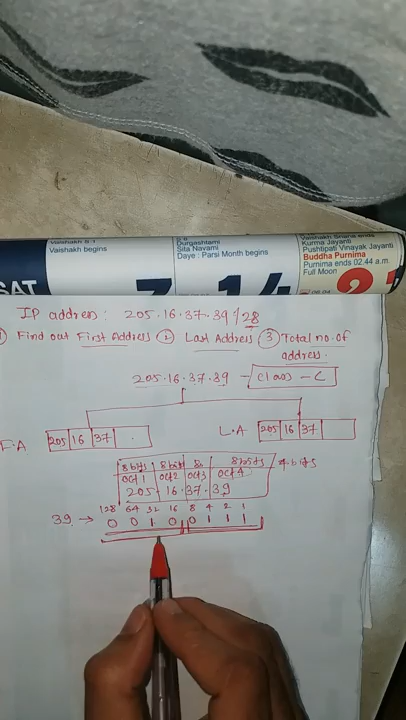 Vaishakh S.1
Vaishakh begins
Durgashtami
Sita Navami
Daye : Parsi Month begins
Kurma Jayanti
Pushtipati Vinayak Jayanti
Buddha Purnima
Purnima ends 02.44 a.m.
Full Moon
SAT
IP address : 205.16.37.39/28
Find out First Address ② Last Address ③ Total no. of
address.
205.16.37.39 - Class - C
F.A 205 16 37 .
L.A 205 16 37
8 bits 8 bits 8 8 bits 4 bits
oct 1 oct 2 oct 3 oct 4
205 . 16 . 37 . 39
128 64 32 16 8 4 2 1
39 → 0 0 1 0 0 1 1 1